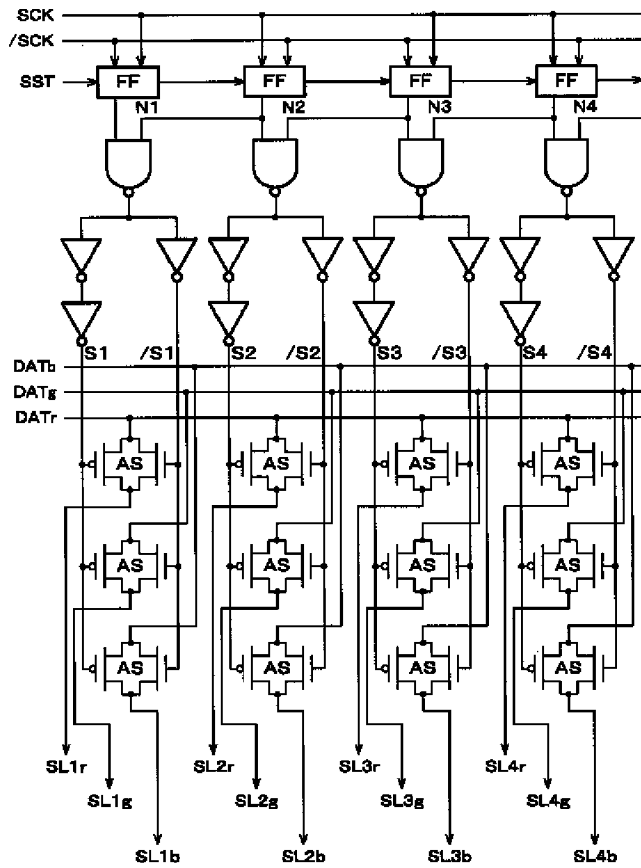 SCK
/SCK
SST FF FF FF FF
N1 N2 N3 N4
S1 /S1 S2 /S2 S3 /S3 S4 /S4
DATb
DATg
DATr
AS AS AS AS
AS AS AS AS
AS AS AS AS
SL1r SL2r SL3r SL4r
SL1g SL2g SL3g SL4g
SL1b SL2b SL3b SL4b